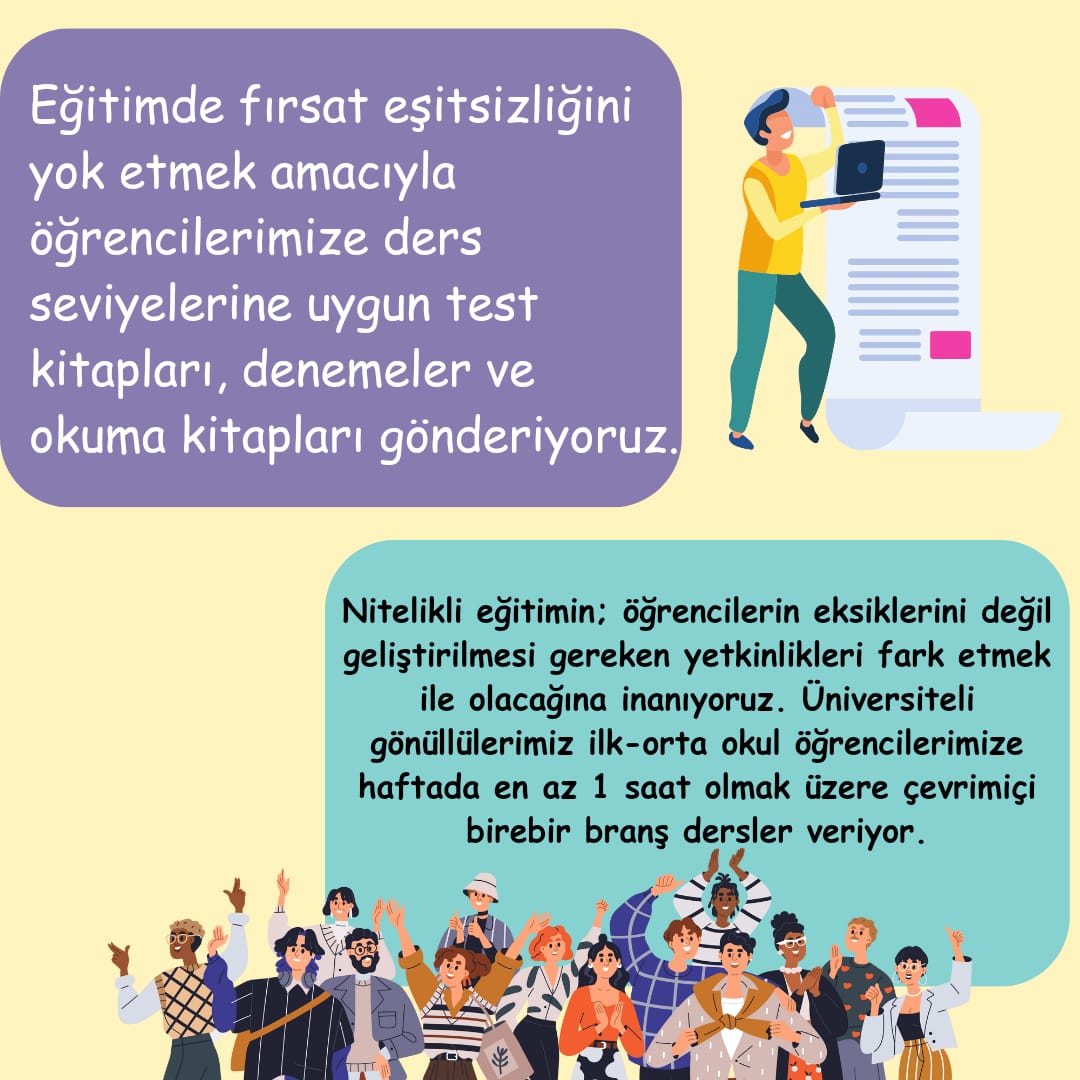 Eğitimde fırsat eşitsizliğini
yok etmek amacıyla
öğrencilerimize ders
seviyelerine uygun test
kitapları, denemeler ve
okuma kitapları gönderiyoruz.
Nitelikli eğitimin; öğrencilerin eksiklerini değil
geliştirilmesi gereken yetkinlikleri fark etmek
ile olacağına inanıyoruz. Üniversiteli
gönüllülerimiz ilk-orta okul öğrencilerimize
haftada en az 1 saat olmak üzere çevrimiçi
birebir branş dersler veriyor.